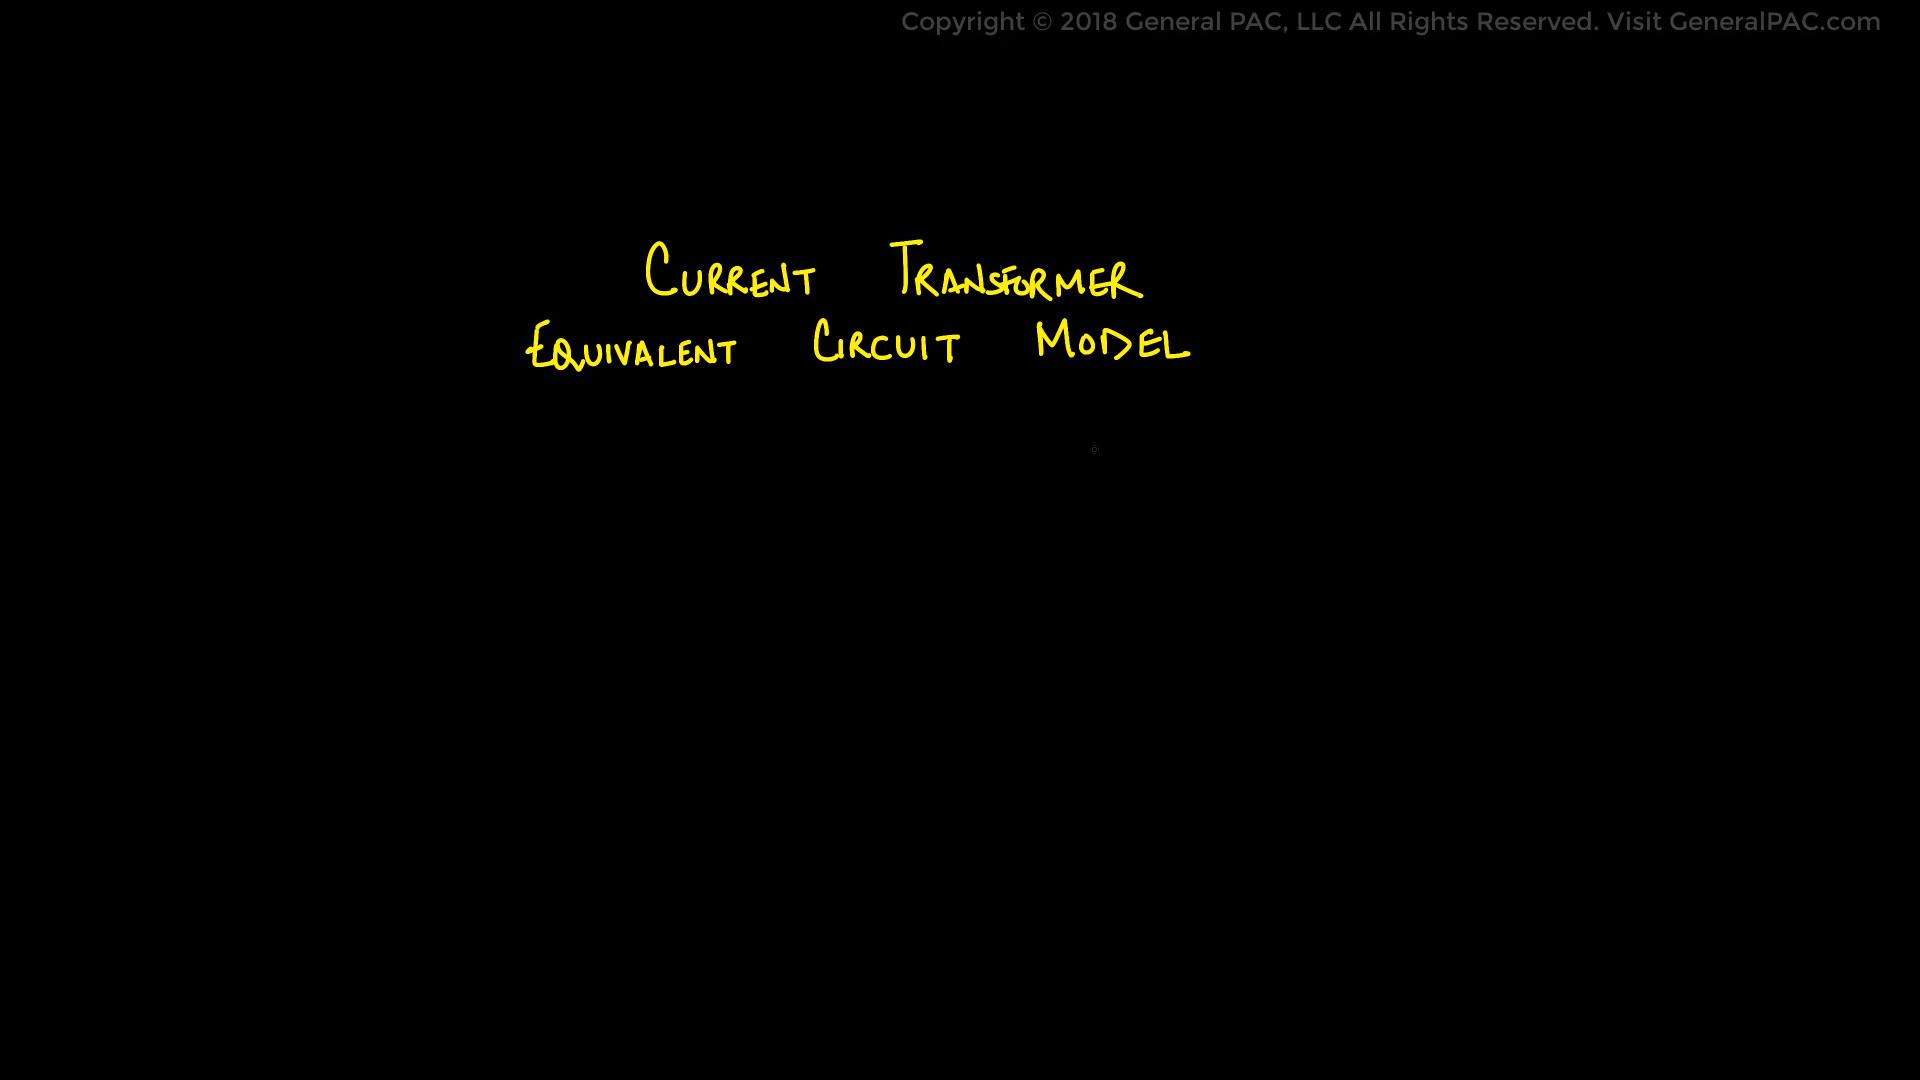 Copyright © 2018 General PAC, LLC All Rights Reserved. Visit GeneralPAC.com
CURRENT TRANSFORMER
EQUIVALENT CIRCUIT MODEL